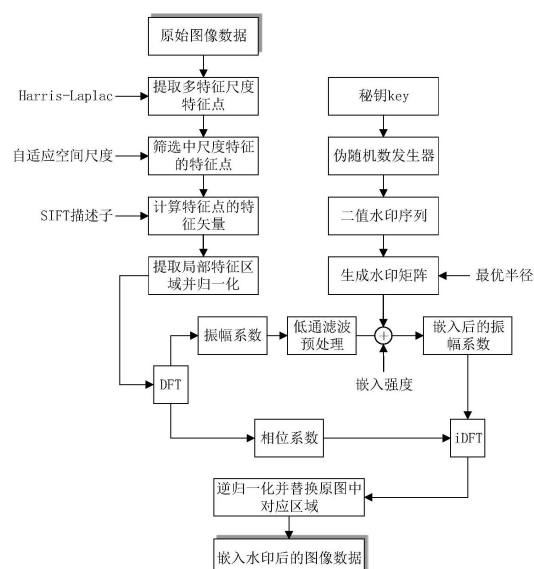 原始图像数据
Harris-Laplac
提取多特征尺度
特征点
秘钥key
自适应空间尺度
筛选中尺度特征
的特征点
伪随机数发生器
SIFT描述子
计算特征点的特
征矢量
二值水印序列
提取局部特征区
域并归一化
生成水印矩阵
最优半径
振幅系数
低通滤波
预处理
嵌入后的振
幅系数
DFT
嵌入强度
相位系数
iDFT
逆归一化并替换原图中
对应区域
嵌入水印后的图像数据